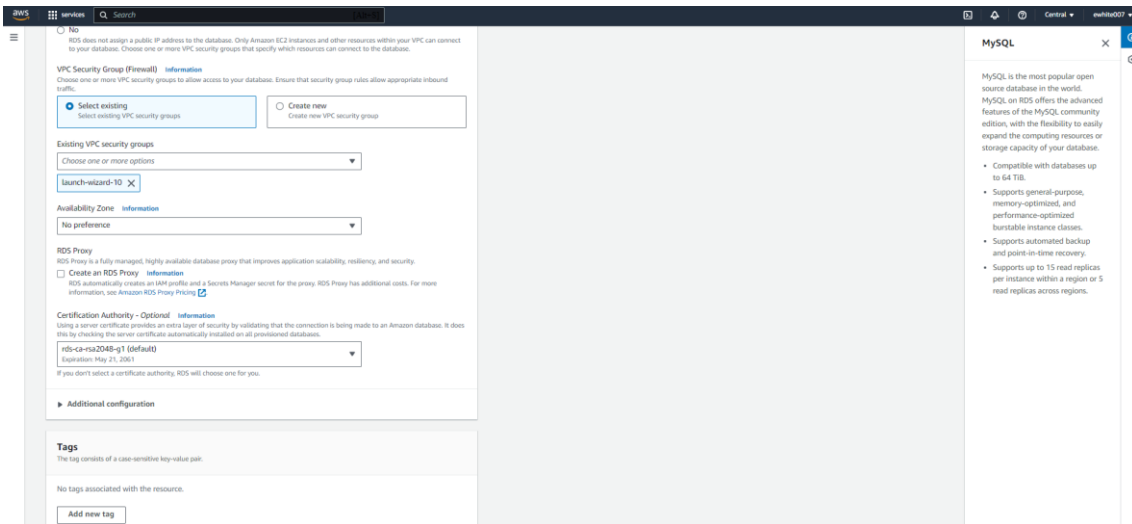 aws
services
Search
[Alt+S]
Central
ewhite007
No
RDS does not assign a public IP address to the database. Only Amazon EC2 instances and other resources within your VPC can connect
to your database. Choose one or more VPC security groups that specify which resources can connect to the database.
VPC Security Group (Firewall) Information
Choose one or more VPC security groups to allow access to your database. Ensure that security group rules allow appropriate inbound
traffic.
Select existing
Select existing VPC security groups
Create new
Create new VPC security group
Existing VPC security groups
Choose one or more options
launch-wizard-10
Availability Zone Information
No preference
RDS Proxy
RDS Proxy is a fully managed, highly available database proxy that improves application scalability, resiliency, and security.
Create an RDS Proxy Information
RDS automatically creates an IAM profile and a Secrets Manager secret for the proxy. RDS Proxy has additional costs. For more
information, see Amazon RDS Proxy Pricing
Certification Authority - Optional Information
Using a server certificate provides an extra layer of security by validating that the connection is being made to an Amazon database. It does
this by checking the server certificate automatically installed on all provisioned databases.
rds-ca-rsa2048-g1 (default)
Expiration: May 21, 2061
If you don't select a certificate authority, RDS will choose one for you.
Additional configuration
Tags
The tag consists of a case-sensitive key-value pair.
No tags associated with the resource.
Add new tag
MySQL
MySQL is the most popular open
source database in the world.
MySQL on RDS offers the advanced
features of the MySQL community
edition, with the flexibility to easily
expand the computing resources or
storage capacity of your database.
• Compatible with databases up
to 64 TiB.
• Supports general-purpose,
memory-optimized, and
performance-optimized
burstable instance classes.
• Supports automated backup
and point-in-time recovery.
• Supports up to 15 read replicas
per instance within a region or 5
read replicas across regions.